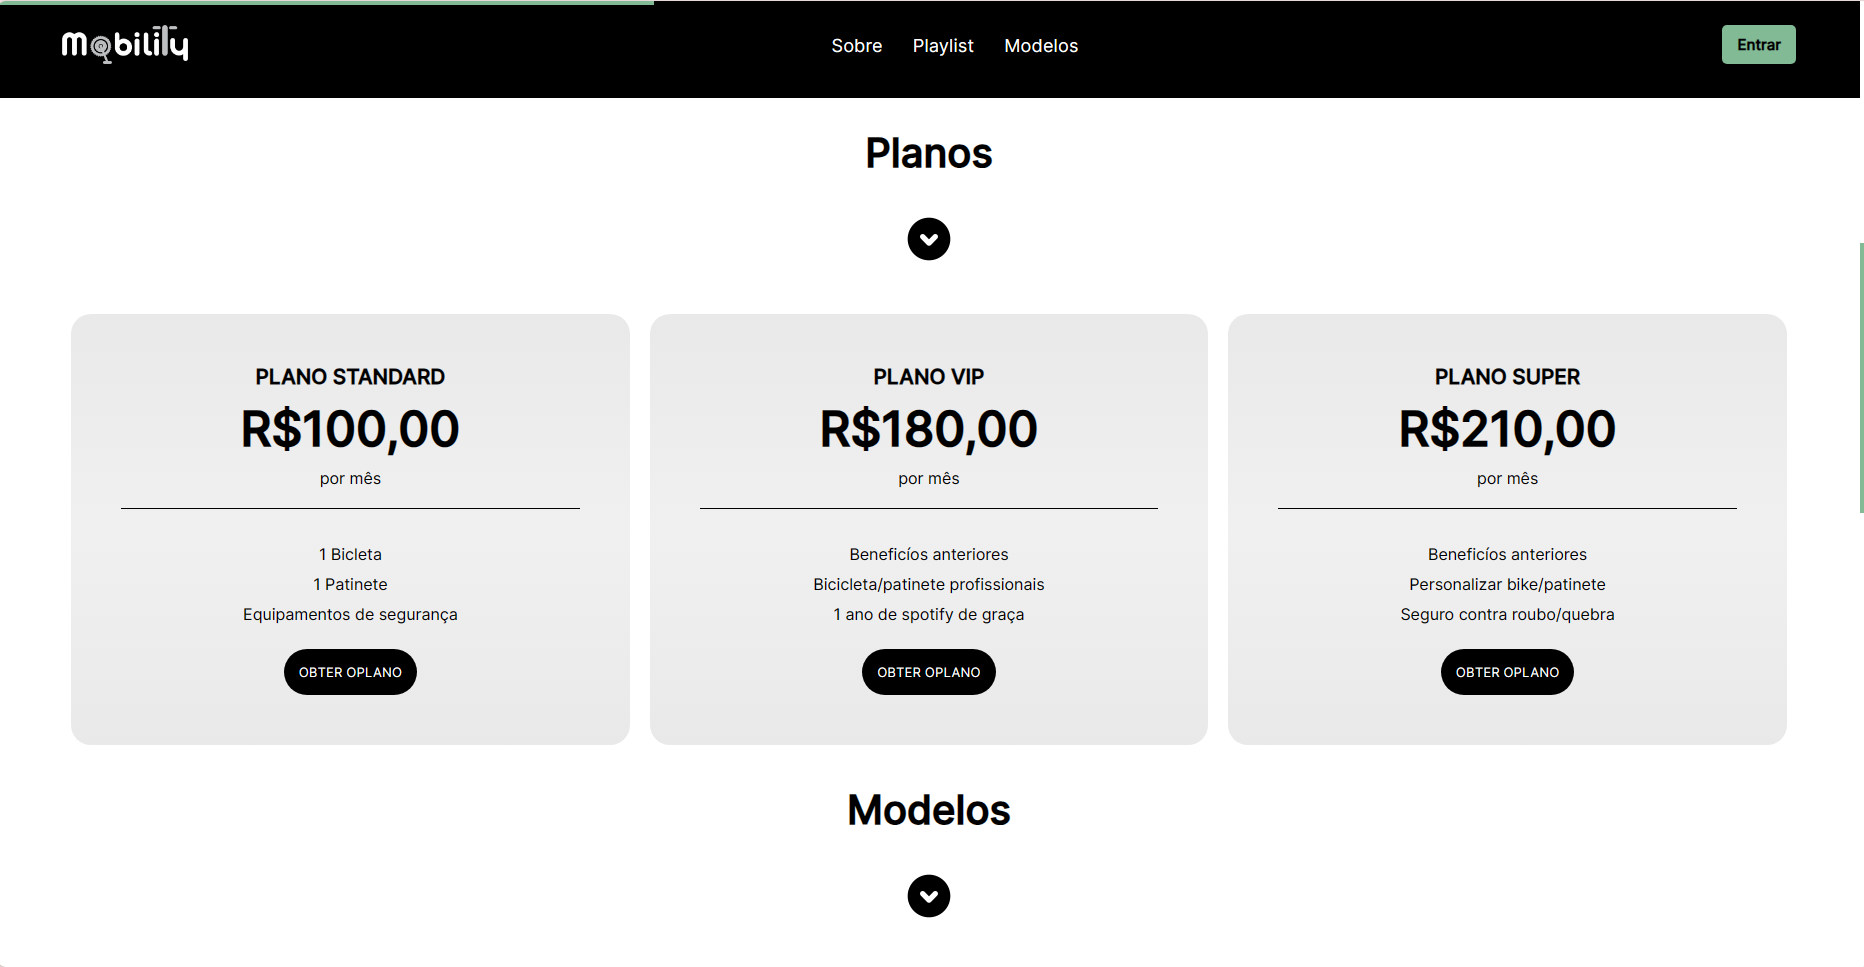 Mobility
Sobre Playlist Modelos
Entrar
Planos
PLANO STANDARD
R$100,00
por mês
1 Bicleta
1 Patinete
Equipamentos de segurança
OBTER OPLANO
PLANO VIP
R$180,00
por mês
Beneficíos anteriores
Bicicleta/patinete profissionais
1 ano de spotify de graça
OBTER OPLANO
PLANO SUPER
R$210,00
por mês
Beneficíos anteriores
Personalizar bike/patinete
Seguro contra roubo/quebra
OBTER OPLANO
Modelos